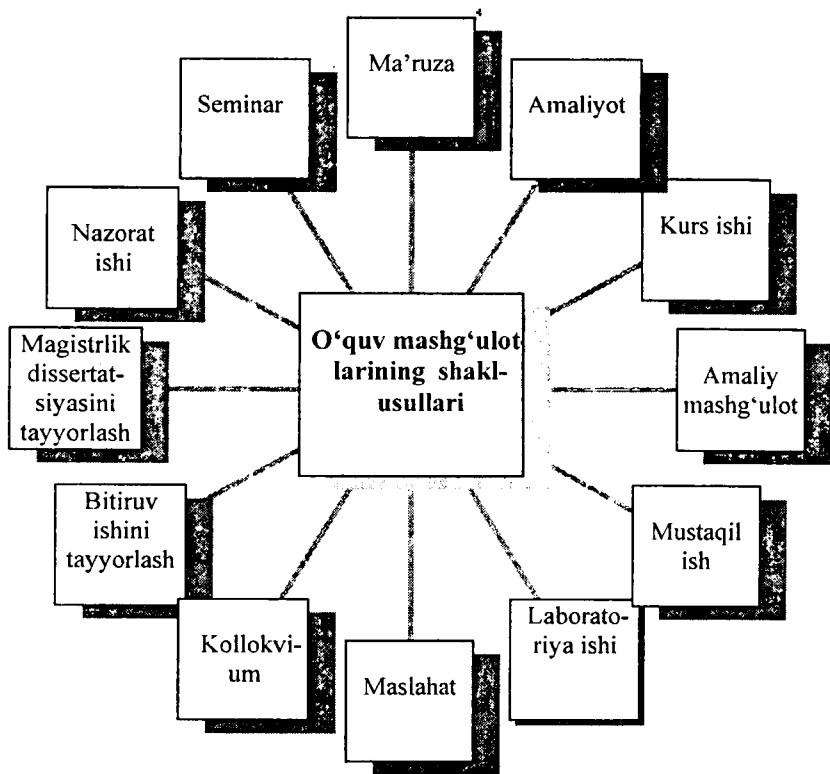 Ma’ruza
Seminar
Amaliyot
Nazorat
ishi
Kurs ishi
O‘quv mashg‘ulot-
larining shakl-
usullari
Magistrlik
dissertat-
siyasini
tayyorlash
Amaliy
mashg‘ulot
Bitiruv
ishini
tayyorlash
Mustaqil
ish
Kollokvi-
um
Maslahat
Laborato-
riya ishi